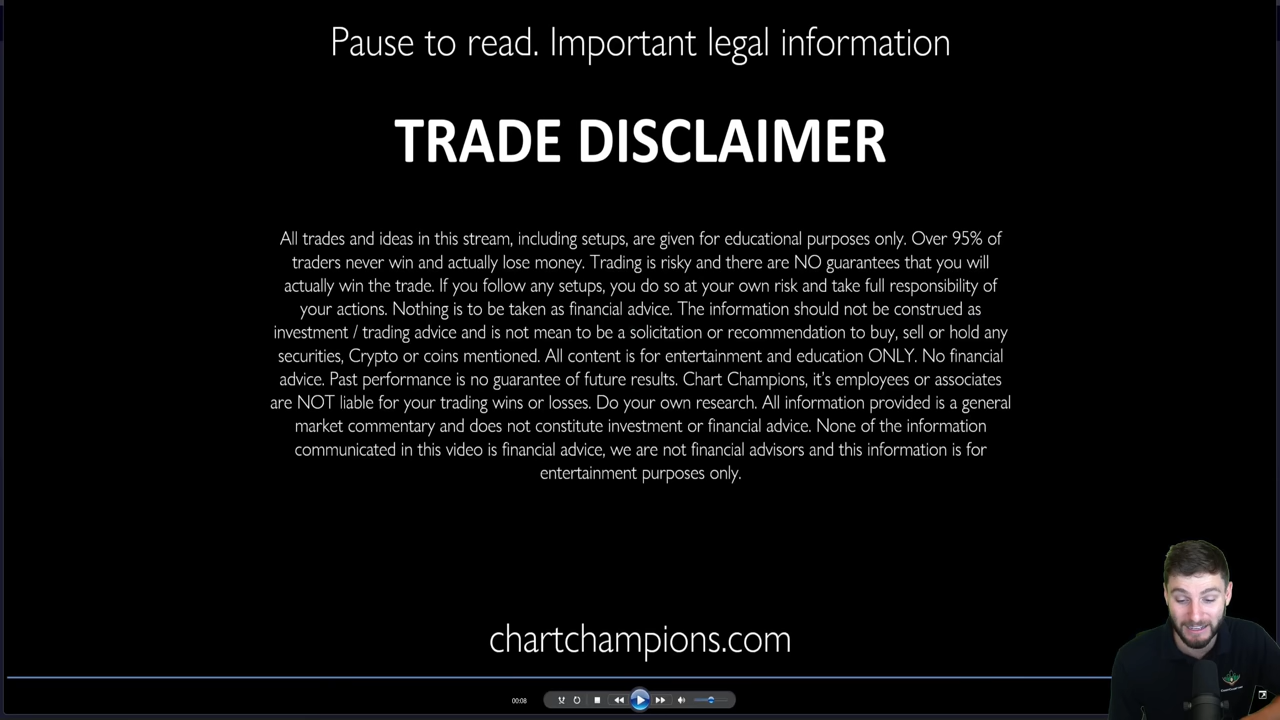 Pause to read. Important legal information
TRADE DISCLAIMER
All trades and ideas in this stream, including setups, are given for educational purposes only. Over 95% of
traders never win and actually lose money. Trading is risky and there are NO guarantees that you will
actually win the trade. If you follow any setups, you do so at your own risk and take full responsibility of
your actions. Nothing is to be taken as financial advice. The information should not be construed as
investment / trading advice and is not mean to be a solicitation or recommendation to buy, sell or hold any
securities, Crypto or coins mentioned. All content is for entertainment and education ONLY. No financial
advice. Past performance is no guarantee of future results. Chart Champions, it's employees or associates
are NOT liable for your trading wins or losses. Do your own research. All information provided is a general
market commentary and does not constitute investment or financial advice. None of the information
communicated in this video is financial advice, we are not financial advisors and this information is for
entertainment purposes only.
chartchampions.com
00:08